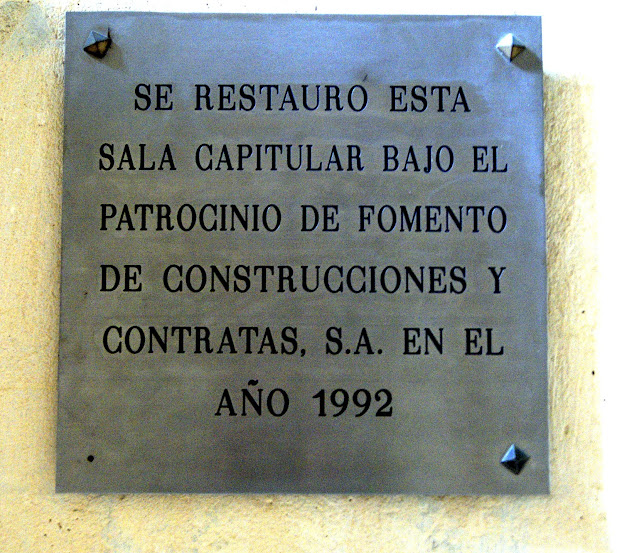 SE RESTAURO ESTA
SALA CAPITULAR BAJO EL
PATROCINIO DE FOMENTO
DE CONSTRUCCIONES Y
CONTRATAS, S.A. EN EL
AÑO 1992